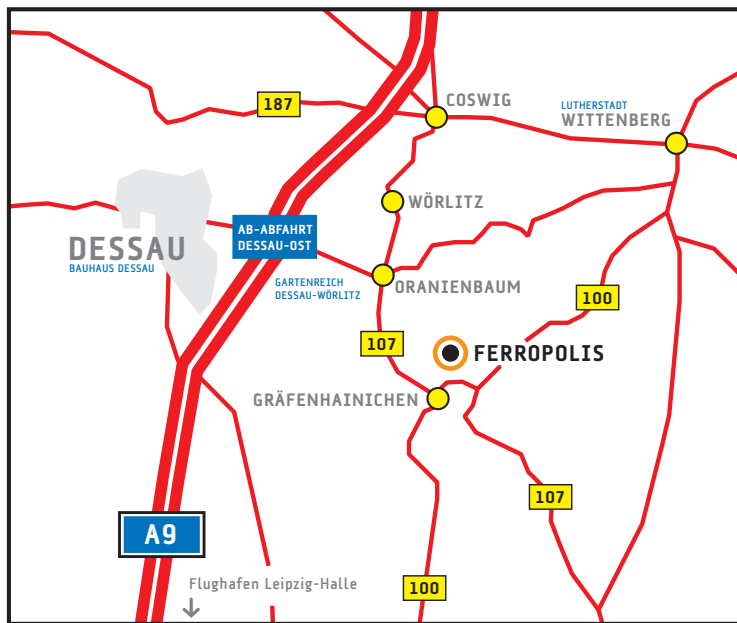 187
COSWIG
LUTHERSTADT
WITTENBERG
WÖRLITZ
AB-ABFAHRT
DESSAU-OST
DESSAU
BAUHAUS DESSAU
GARTENREICH
DESSAU-WÖRLITZ
ORANIENBAUM
100
107
FERROPOLIS
GRÄFENHAINICHEN
107
A9
Flughafen Leipzig-Halle
100